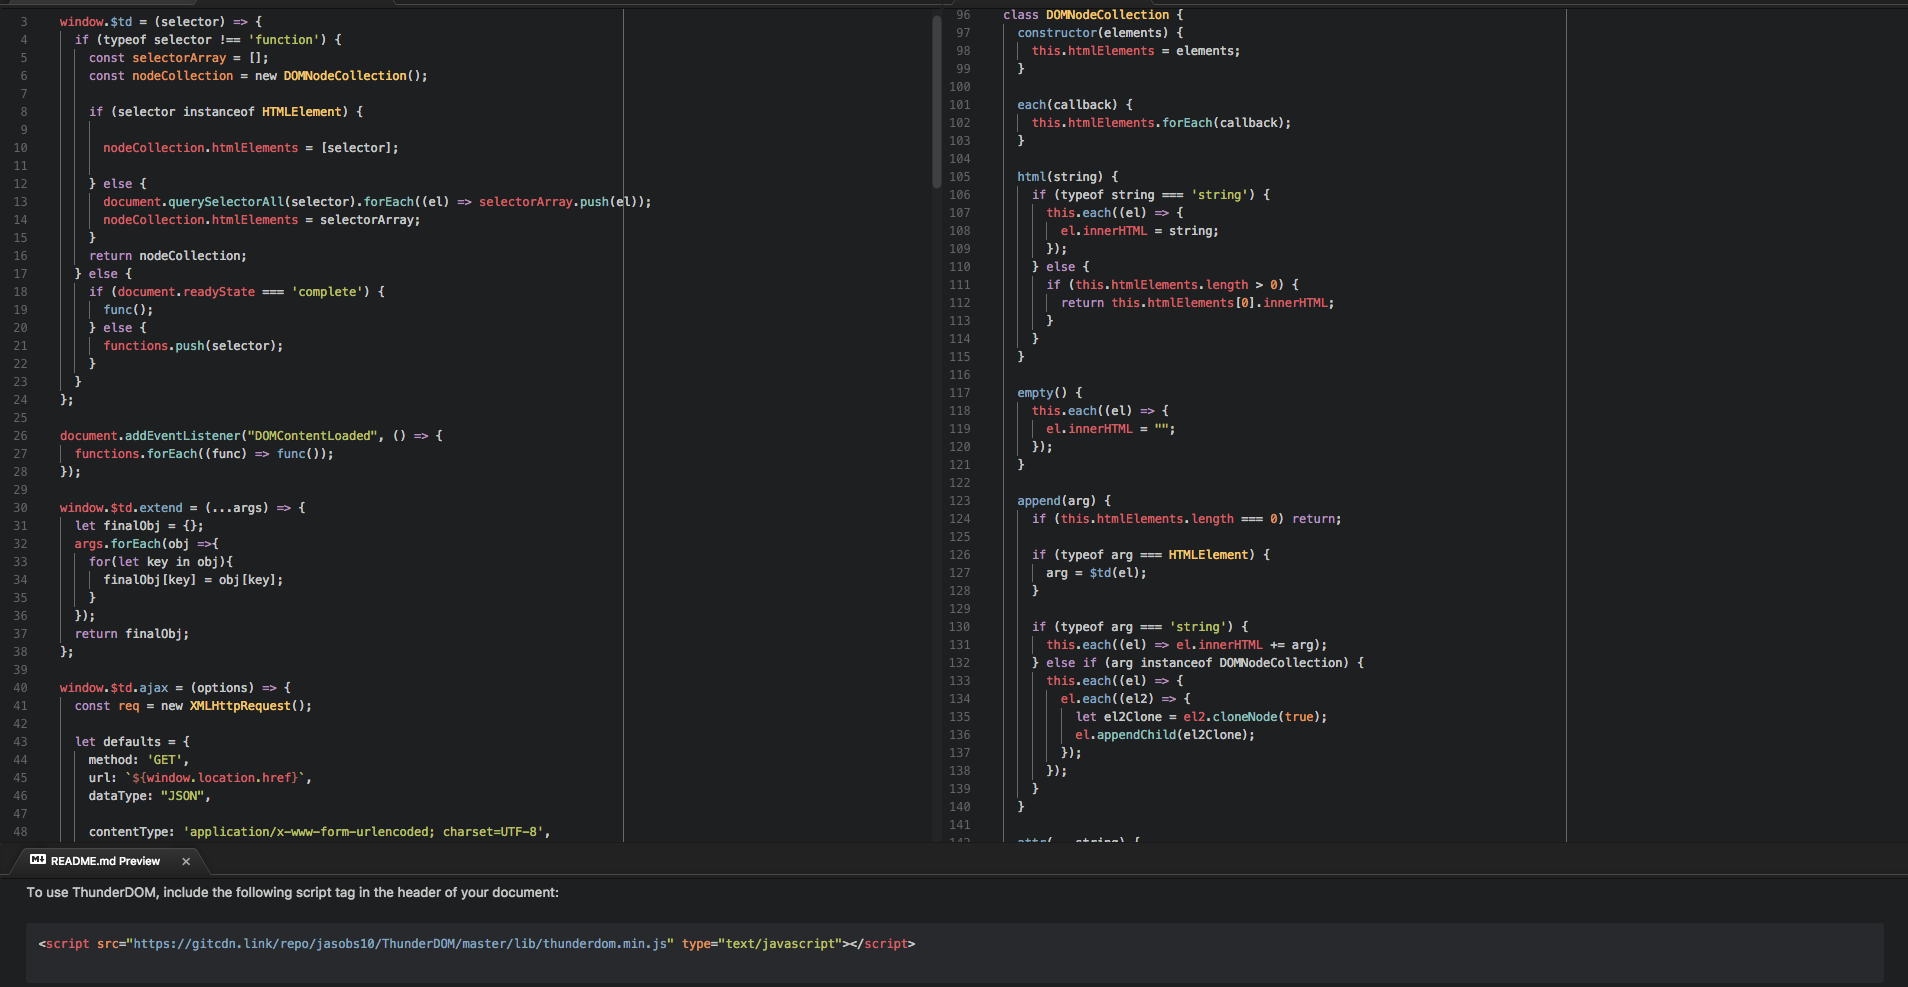 3 window.$td = (selector) => {
4 if (typeof selector !== 'function') {
5 const selectorArray = [];
6 const nodeCollection = new DOMNodeCollection();
7
8 if (selector instanceof HTMLElement) {
9
10 nodeCollection.htmlElements = [selector];
11
12 } else {
13 document.querySelectorAll(selector).forEach((el) => selectorArray.push(el));
14 nodeCollection.htmlElements = selectorArray;
15 }
16 return nodeCollection;
17 } else {
18 if (document.readyState === 'complete') {
19 func();
20 } else {
21 functions.push(selector);
22 }
23 }
24 };
25
26 document.addEventListener("DOMContentLoaded", () => {
27 functions.forEach((func) => func());
28 });
29
30 window.$td.extend = (...args) => {
31 let finalObj = {};
32 args.forEach(obj =>{
33 for(let key in obj){
34 finalObj[key] = obj[key];
35 }
36 });
37 return finalObj;
38 };
39
40 window.$td.ajax = (options) => {
41 const req = new XMLHttpRequest();
42
43 let defaults = {
44 method: 'GET',
45 url: `${window.location.href}`,
46 dataType: "JSON",
47
48 contentType: 'application/x-www-form-urlencoded; charset=UTF-8',
96 class DOMNodeCollection {
97 constructor(elements) {
98 this.htmlElements = elements;
99 }
100
101 each(callback) {
102 this.htmlElements.forEach(callback);
103 }
104
105 html(string) {
106 if (typeof string === 'string') {
107 this.each((el) => {
108 el.innerHTML = string;
109 });
110 } else {
111 if (this.htmlElements.length > 0) {
112 return this.htmlElements[0].innerHTML;
113 }
114 }
115 }
116
117 empty() {
118 this.each((el) => {
119 el.innerHTML = "";
120 });
121 }
122
123 append(arg) {
124 if (this.htmlElements.length === 0) return;
125
126 if (typeof arg === HTMLElement) {
127 arg = $td(el);
128 }
129
130 if (typeof arg === 'string') {
131 this.each((el) => el.innerHTML += arg);
132 } else if (arg instanceof DOMNodeCollection) {
133 this.each((el) => {
134 el.each((el2) => {
135 let el2Clone = el2.cloneNode(true);
136 el.appendChild(el2Clone);
137 });
138 });
139 }
140 }
141
README.md Preview ×
To use ThunderDOM, include the following script tag in the header of your document:
<script src="https://gitcdn.link/repo/jasobs10/ThunderDOM/master/lib/thunderdom.min.js" type="text/javascript"></script>